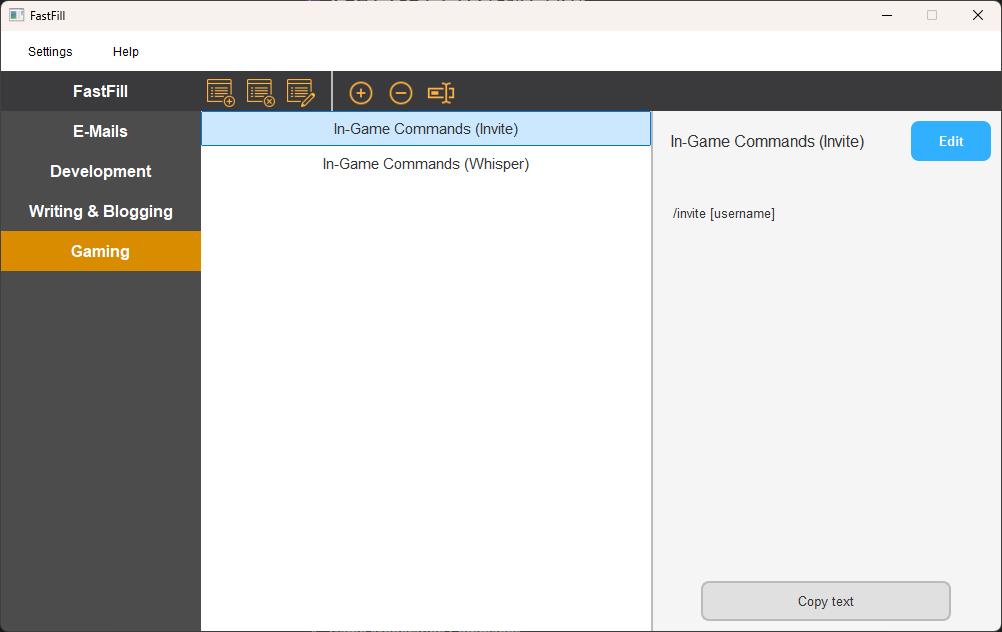 FastFill
Settings Help
FastFill
E-Mails
Development
Writing & Blogging
Gaming
In-Game Commands (Invite)
In-Game Commands (Whisper)
In-Game Commands (Invite)
Edit
/invite [username]
Copy text